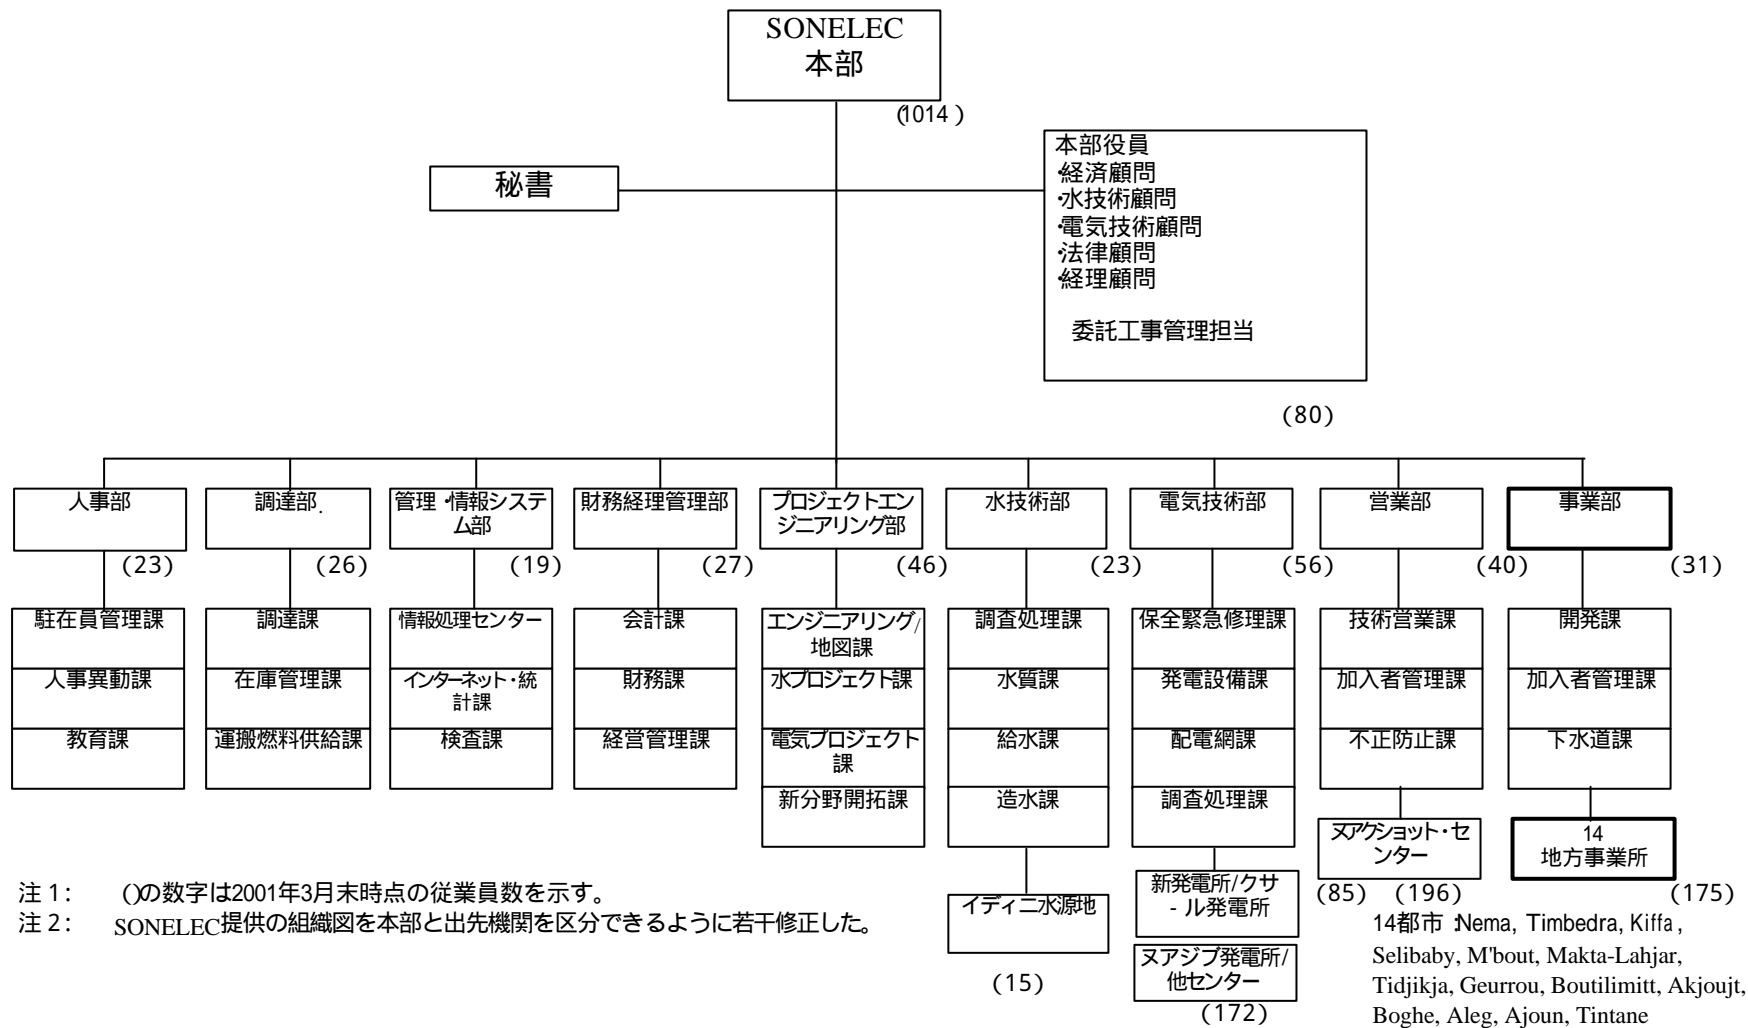 SONELEC
本部
(1014)
秘書
本部役員
・経済顧問
・水技術顧問
・電気技術顧問
・法律顧問
・経理顧問
委託工事管理担当
(80)
人事部
(23)
調達部.
(26)
管理・情報システ
ム部
(19)
財務経理管理部
(27)
プロジェクトエン
ジニアリング部
(46)
水技術部
(23)
電気技術部
(56)
営業部
(40)
事業部
(31)
駐在員管理課
人事異動課
教育課
調達課
在庫管理課
運搬燃料供給課
情報処理センター
インターネット・統
計課
検査課
会計課
財務課
経営管理課
エンジニアリング/
地図課
水プロジェクト課
電気プロジェクト
課
新分野開拓課
調査処理課
水質課
給水課
造水課
イディニ水源地
(15)
保全緊急修理課
発電設備課
配電網課
調査処理課
新発電所/クサ
-ル発電所
(85)
ヌアジブ発電所/
他センター
(172)
技術営業課
加入者管理課
不正防止課
ヌアクショット・セ
ンター
(196)
開発課
加入者管理課
下水道課
14
地方事業所
(175)
14都市:Nema, Timbedra, Kiffa,
Selibaby, M'bout, Makta-Lahjar,
Tidjikja, Geurrou, Boutilimitt, Akjoujt,
Boghe, Aleg, Ajoun, Tintane
注1: ()の数字は2001年3月末時点の従業員数を示す。
注2: SONELEC提供の組織図を本部と出先機関を区分できるように若干修正した。